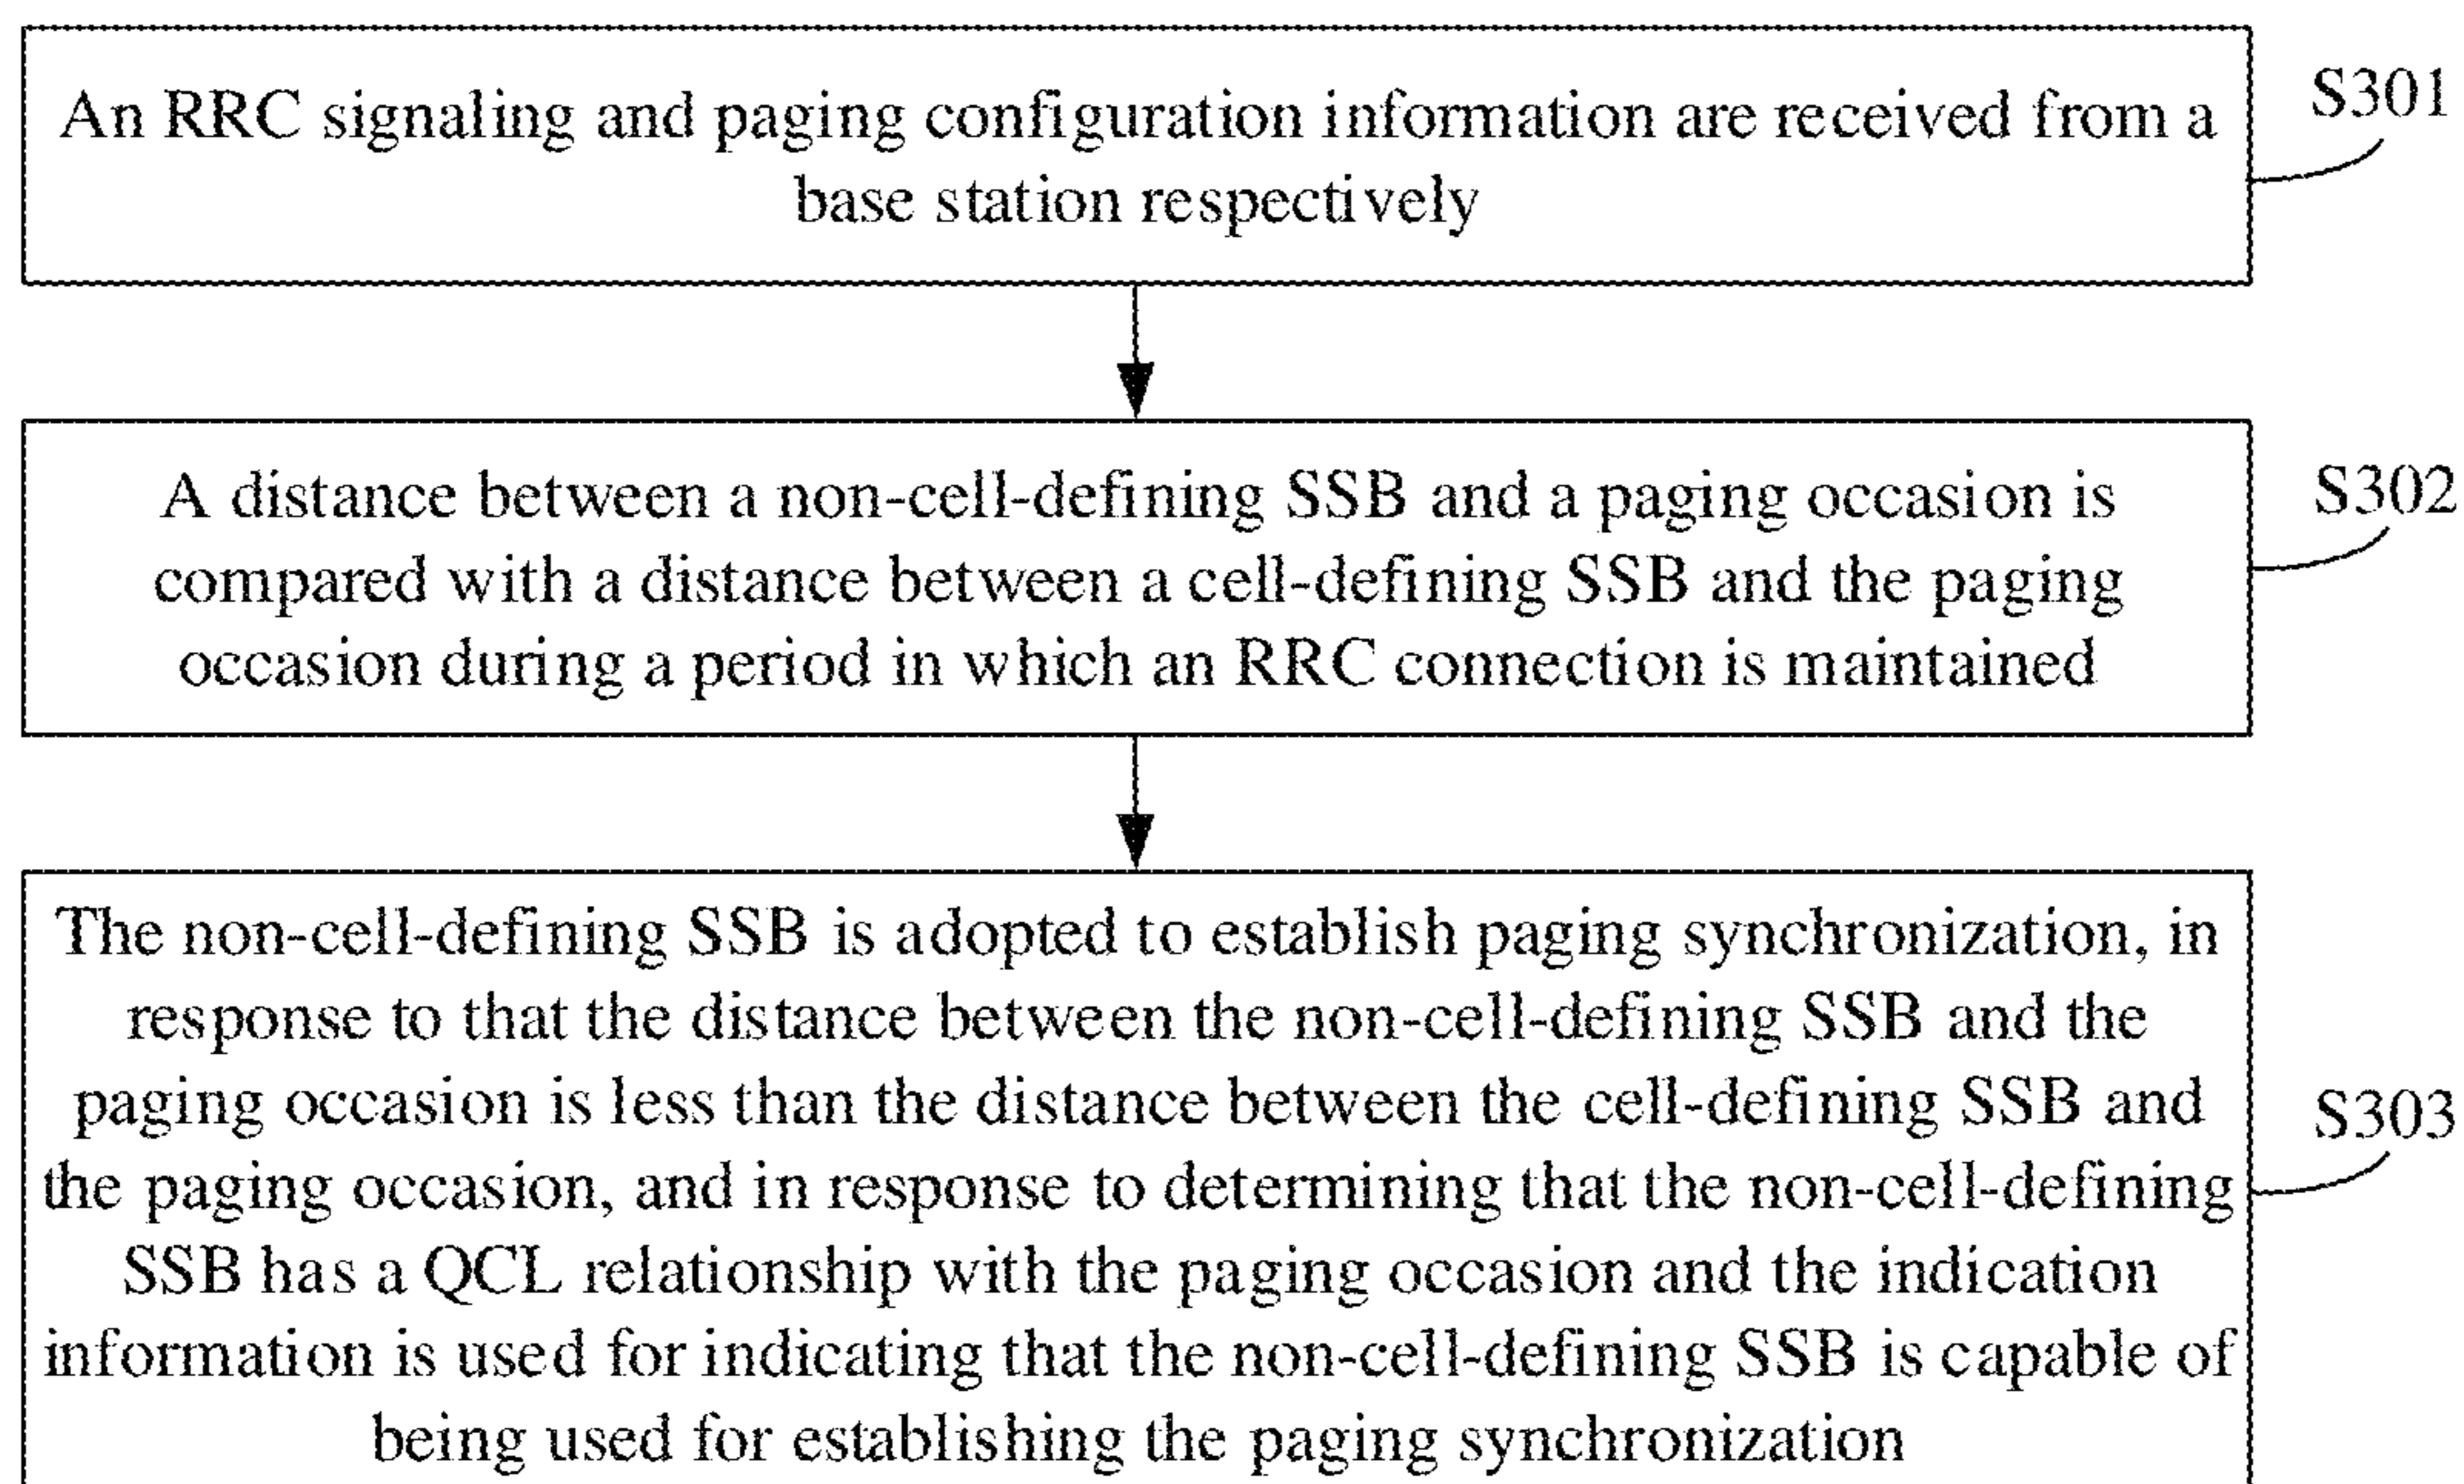 An RRC signaling and paging configuration information are received from a
base station respectively
S301
A distance between a non-cell-defining SSB and a paging occasion is
compared with a distance between a cell-defining SSB and the paging
occasion during a period in which an RRC connection is maintained
S302
The non-cell-defining SSB is adopted to establish paging synchronization, in
response to that the distance between the non-cell-defining SSB and the
paging occasion is less than the distance between the cell-defining SSB and
the paging occasion, and in response to determining that the non-cell-defining
SSB has a QCL relationship with the paging occasion and the indication
information is used for indicating that the non-cell-defining SSB is capable of
being used for establishing the paging synchronization
S303